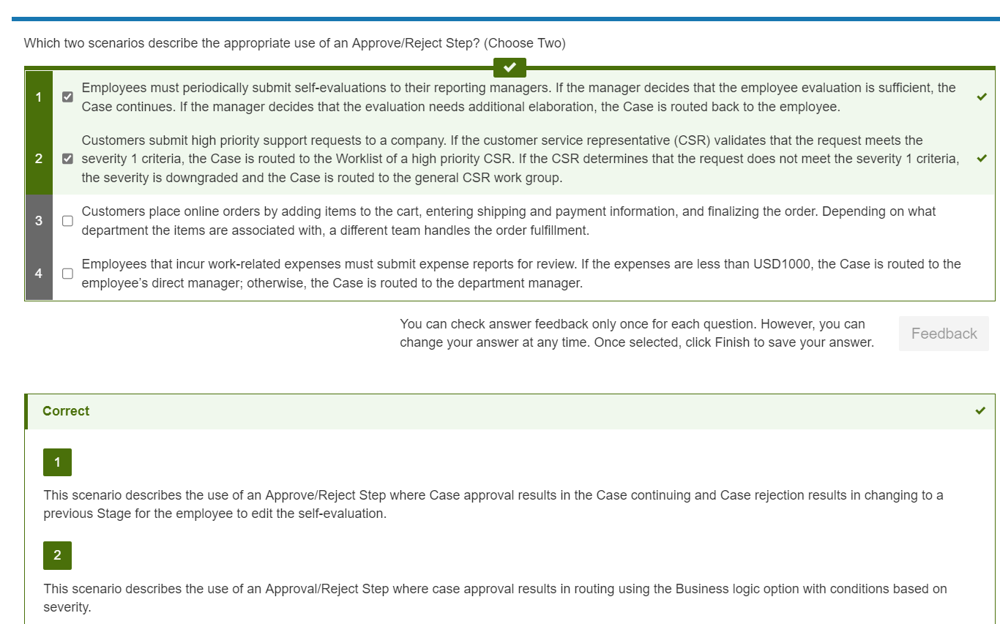 Which two scenarios describe the appropriate use of an Approve/Reject Step? (Choose Two)
1
Employees must periodically submit self-evaluations to their reporting managers. If the manager decides that the employee evaluation is sufficient, the
Case continues. If the manager decides that the evaluation needs additional elaboration, the Case is routed back to the employee.
2
Customers submit high priority support requests to a company. If the customer service representative (CSR) validates that the request meets the
severity 1 criteria, the Case is routed to the Worklist of a high priority CSR. If the CSR determines that the request does not meet the severity 1 criteria,
the severity is downgraded and the Case is routed to the general CSR work group.
3
Customers place online orders by adding items to the cart, entering shipping and payment information, and finalizing the order. Depending on what
department the items are associated with, a different team handles the order fulfillment.
4
Employees that incur work-related expenses must submit expense reports for review. If the expenses are less than USD1000, the Case is routed to the
employee's direct manager; otherwise, the Case is routed to the department manager.
You can check answer feedback only once for each question. However, you can
change your answer at any time. Once selected, click Finish to save your answer.
Feedback
Correct
1
This scenario describes the use of an Approve/Reject Step where Case approval results in the Case continuing and Case rejection results in changing to a
previous Stage for the employee to edit the self-evaluation.
2
This scenario describes the use of an Approval/Reject Step where case approval results in routing using the Business logic option with conditions based on
severity.